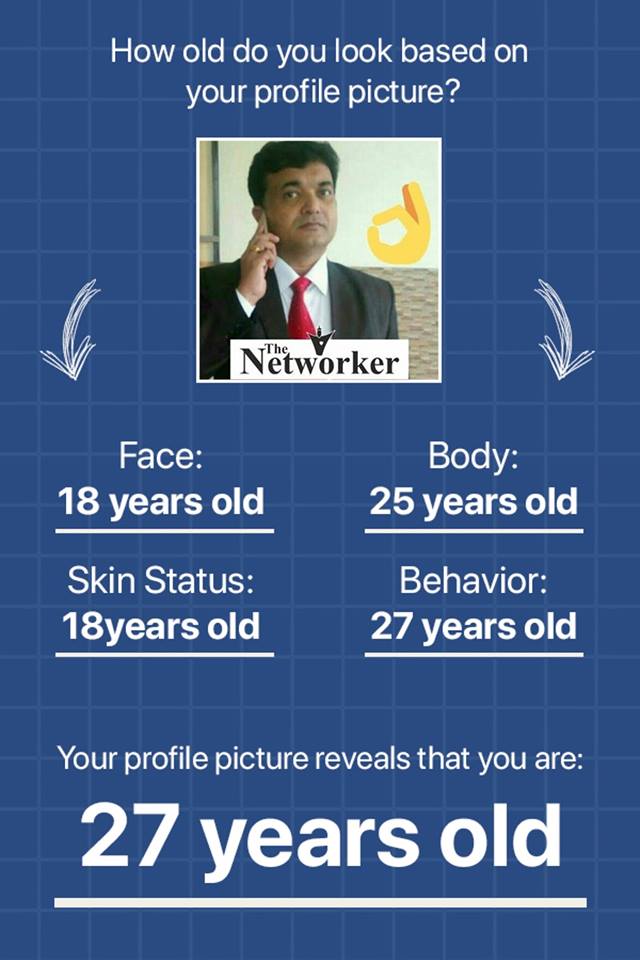 How old do you look based on
your profile picture?
The
Networker
Face:
18 years old
Body:
25 years old
Skin Status:
18years old
Behavior:
27 years old
Your profile picture reveals that you are:
27 years old